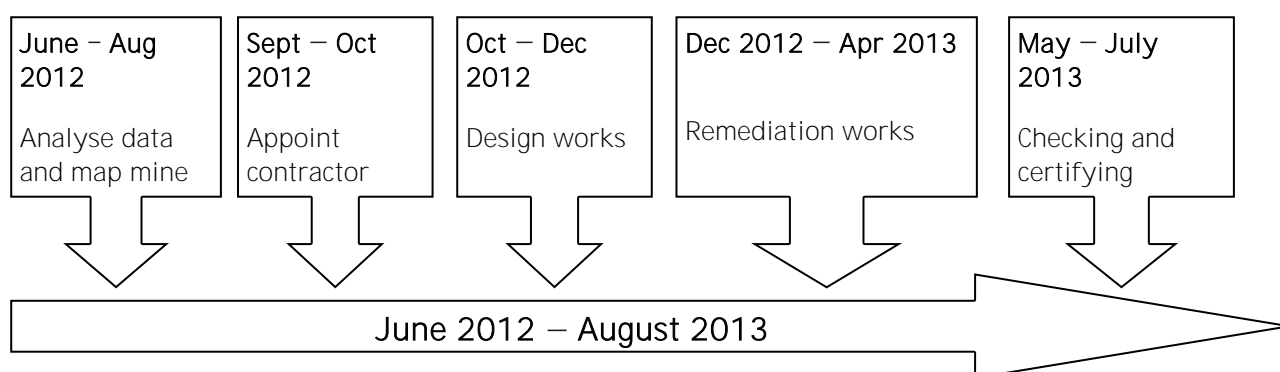 June – Aug
2012
Analyse data
and map mine
Sept – Oct
2012
Appoint
contractor
Oct – Dec
2012
Design works
Dec 2012 – Apr 2013
Remediation works
May – July
2013
Checking and
certifying
June 2012 – August 2013